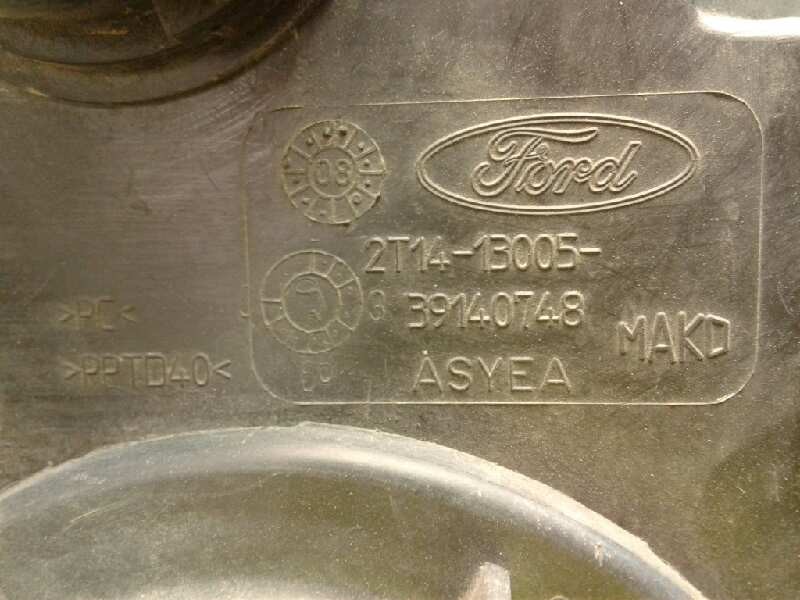 08
Ford
2T14-13005-
39140748
MAKO
>PC<
>PPTD40<
ASYEA